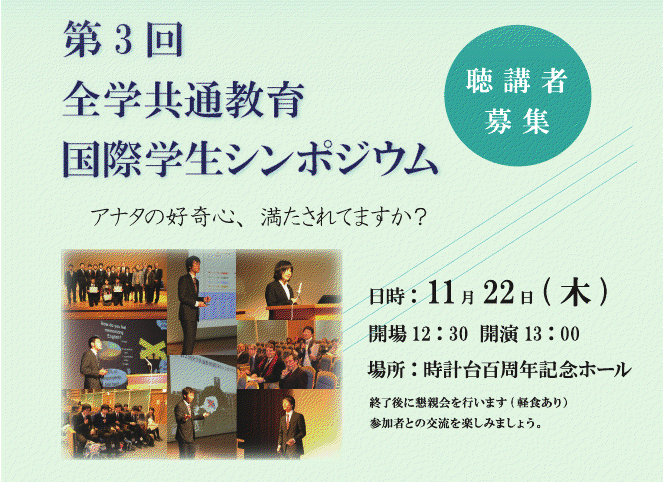 第3回
全学共通教育
国際学生シンポジウム
聴講者
募集
アナタの好奇心、満たされてますか？
日時：11月22日(木)
開場12：30 開演13：00
場所：時計台百周年記念ホール
終了後に懇親会を行います(軽食あり)
参加者との交流を楽しみましょう。